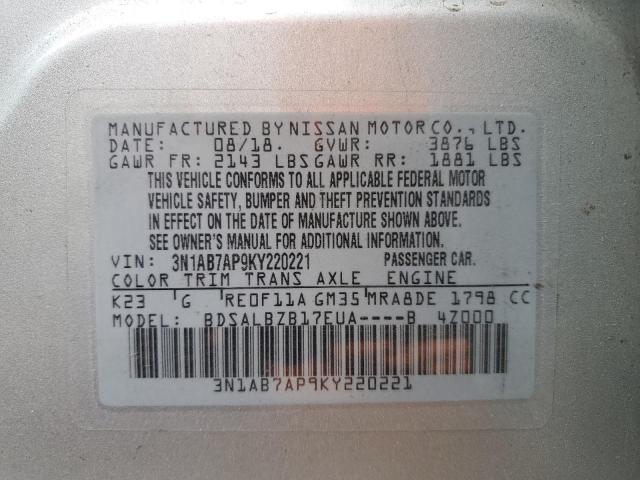 MANUFACTURED BY NISSAN MOTOR CO., LTD.
DATE: 08/18. GVWR: 3876 LBS
GAWR FR: 2143 LBS GAWR RR: 1881 LBS
THIS VEHICLE CONFORMS TO ALL APPLICABLE FEDERAL MOTOR
VEHICLE SAFETY, BUMPER AND THEFT PREVENTION STANDARDS
IN EFFECT ON THE DATE OF MANUFACTURE SHOWN ABOVE.
SEE OWNER'S MANUAL FOR ADDITIONAL INFORMATION.
VIN: 3N1AB7AP9KY220221 PASSENGER CAR.
COLOR TRIM TRANS AXLE ENGINE
K23 G RE0F11A GM35 MRA8DE 1798 CC
MODEL: BDSALBZB17EUA----B 4Z000
3N1AB7AP9KY220221